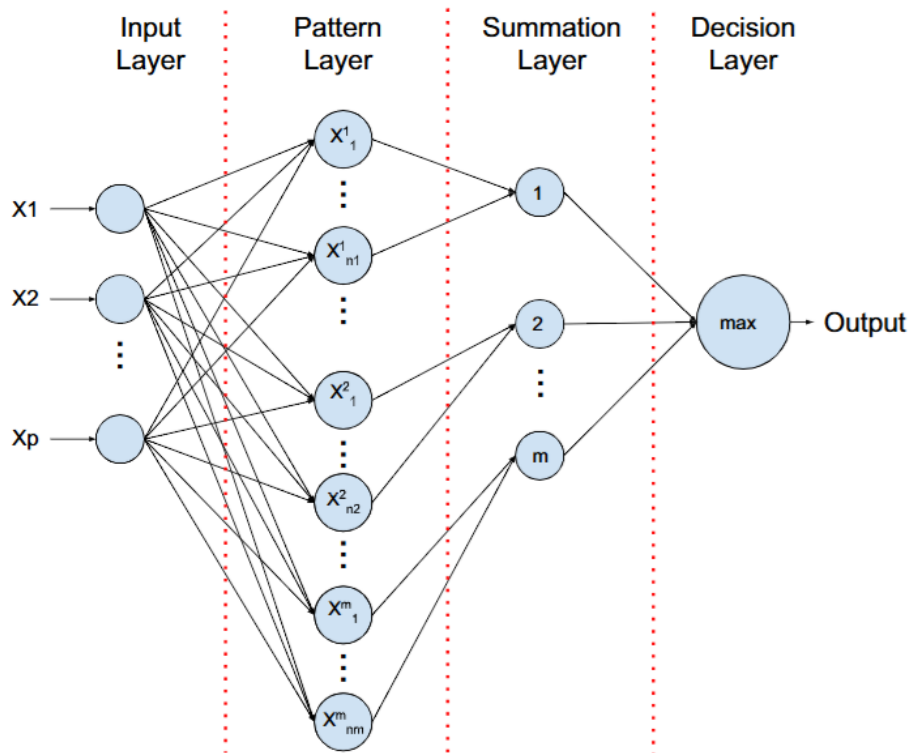 Input
Layer
Pattern
Layer
Summation
Layer
Decision
Layer
X1
X2
Xp
X¹₁
X¹ₙ₁
X²₁
X²ₙ₂
Xᵐ₁
Xᵐₙₘ
1
2
m
max
Output